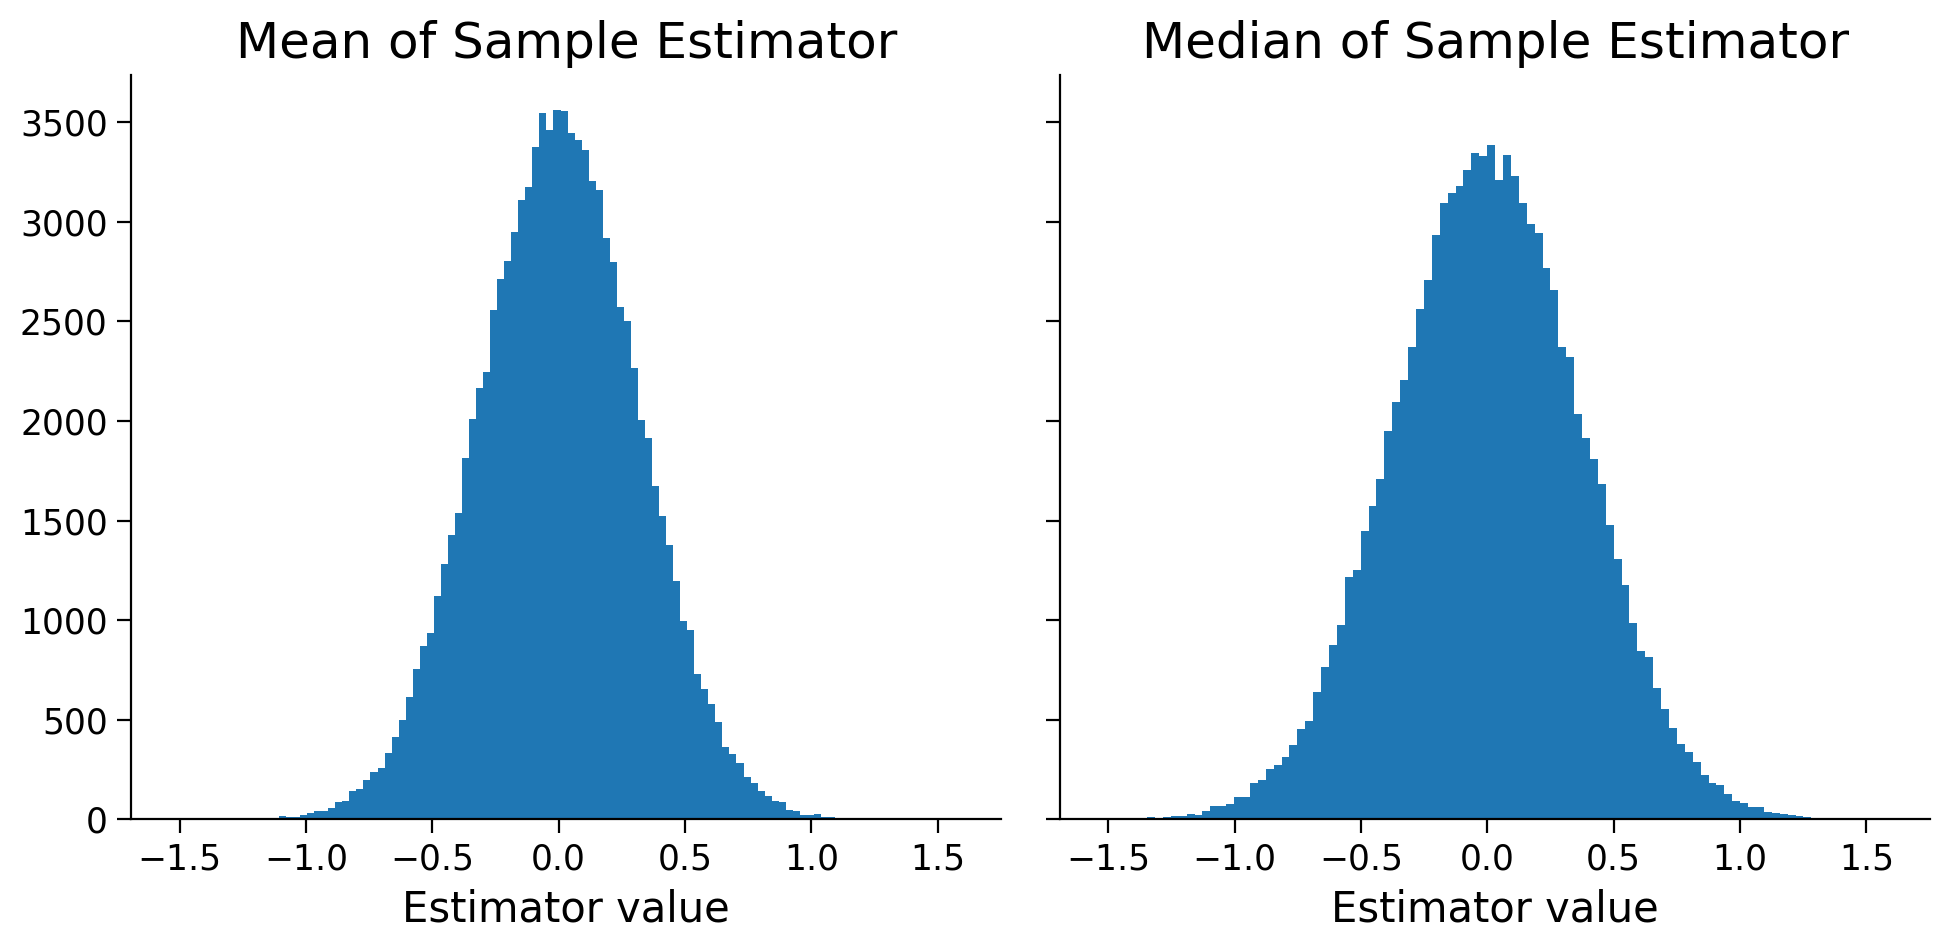 Mean of Sample Estimator
3500
3000
2500
2000
1500
1000
500
0
−1.5 −1.0 −0.5 0.0 0.5 1.0 1.5
Estimator value
Median of Sample Estimator
−1.5 −1.0 −0.5 0.0 0.5 1.0 1.5
Estimator value